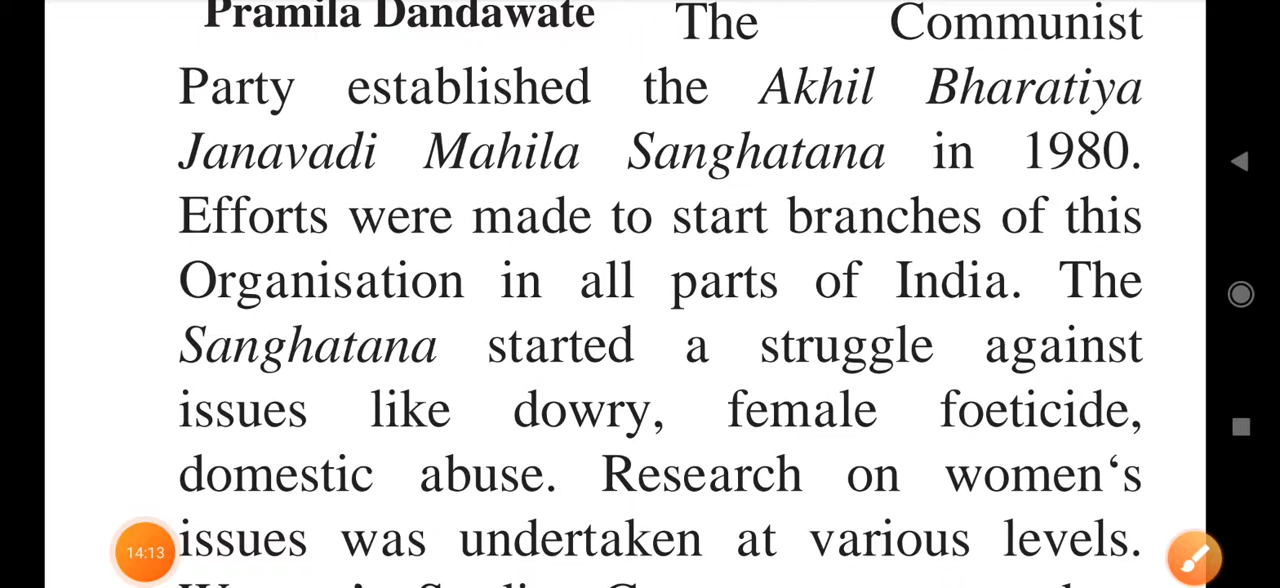 Pramila Dandawate
The Communist
Party established the Akhil Bharatiya
Janavadi Mahila Sanghatana in 1980.
Efforts were made to start branches of this
Organisation in all parts of India. The
Sanghatana started a struggle against
issues like dowry, female foeticide,
domestic abuse. Research on women‘s
issues was undertaken at various levels.
14:13